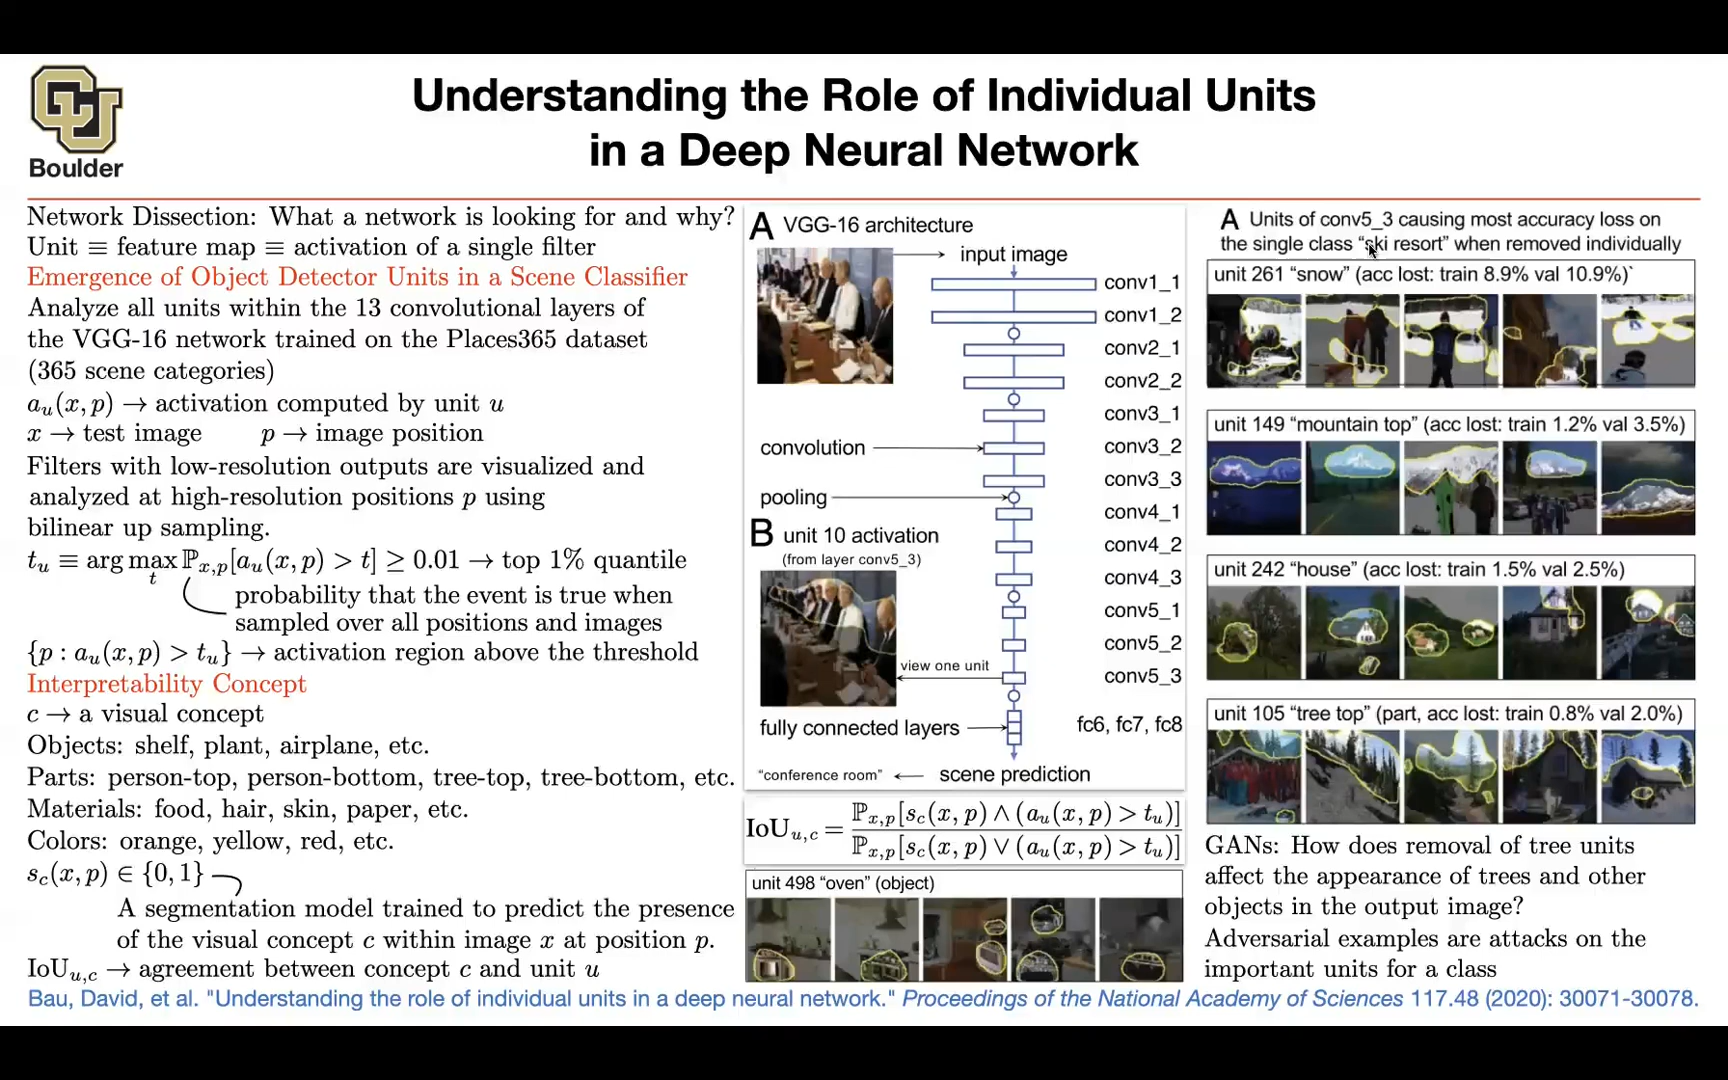 CU
Boulder
Understanding the Role of Individual Units
in a Deep Neural Network
Network Dissection: What a network is looking for and why?
Unit ≡ feature map ≡ activation of a single filter
Emergence of Object Detector Units in a Scene Classifier
Analyze all units within the 13 convolutional layers of
the VGG-16 network trained on the Places365 dataset
(365 scene categories)
a_u(x, p) → activation computed by unit u
x → test image p → image position
Filters with low-resolution outputs are visualized and
analyzed at high-resolution positions p using
bilinear up sampling.
t_u ≡ arg max_t ℙ_{x,p}[a_u(x, p) > t] ≥ 0.01 → top 1% quantile
probability that the event is true when
sampled over all positions and images
{p : a_u(x, p) > t_u} → activation region above the threshold
Interpretability Concept
c → a visual concept
Objects: shelf, plant, airplane, etc.
Parts: person-top, person-bottom, tree-top, tree-bottom, etc.
Materials: food, hair, skin, paper, etc.
Colors: orange, yellow, red, etc.
s_c(x, p) ∈ {0, 1}
A segmentation model trained to predict the presence
of the visual concept c within image x at position p.
IoU_{u,c} → agreement between concept c and unit u
A VGG-16 architecture
input image
conv1_1
conv1_2
conv2_1
conv2_2
conv3_1
convolution
conv3_2
conv3_3
pooling
conv4_1
B unit 10 activation
(from layer conv5_3)
conv4_2
conv4_3
conv5_1
conv5_2
view one unit
conv5_3
fully connected layers
fc6, fc7, fc8
"conference room"
scene prediction
IoU_{u,c} = ℙ_{x,p}[s_c(x, p) ∧ (a_u(x, p) > t_u)]
ℙ_{x,p}[s_c(x, p) ∨ (a_u(x, p) > t_u)]
unit 498 "oven" (object)
A Units of conv5_3 causing most accuracy loss on
the single class "ski resort" when removed individually
unit 261 "snow" (acc lost: train 8.9% val 10.9%)`
unit 149 "mountain top" (acc lost: train 1.2% val 3.5%)
unit 242 "house" (acc lost: train 1.5% val 2.5%)
unit 105 "tree top" (part, acc lost: train 0.8% val 2.0%)
GANs: How does removal of tree units
affect the appearance of trees and other
objects in the output image?
Adversarial examples are attacks on the
important units for a class
Bau, David, et al. "Understanding the role of individual units in a deep neural network." Proceedings of the National Academy of Sciences 117.48 (2020): 30071-30078.